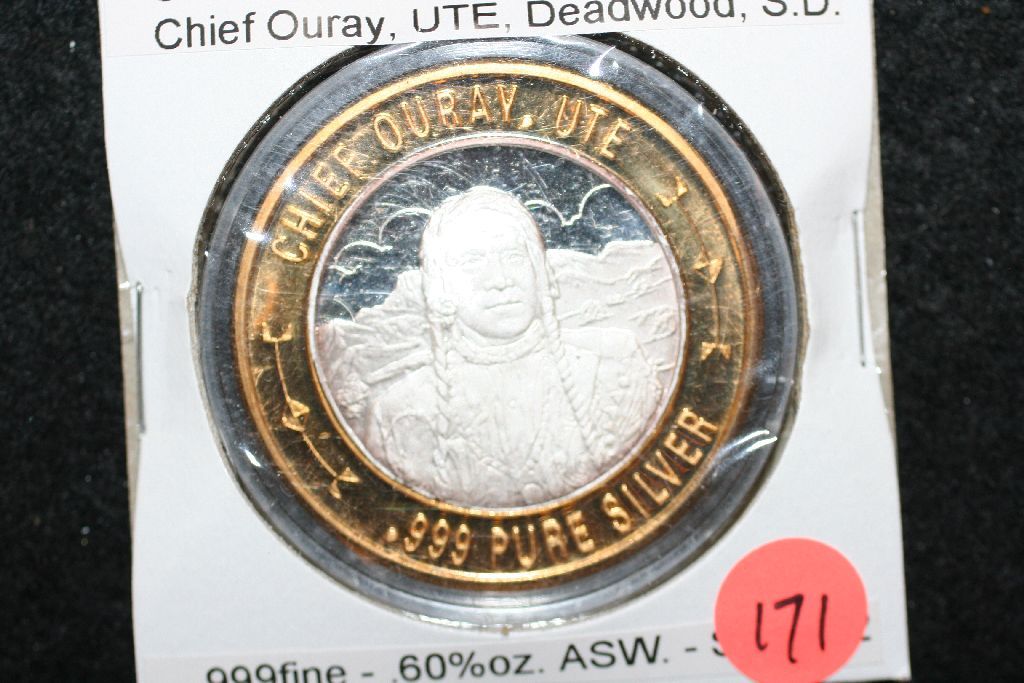 Chief Ouray, UTE, Deadwood, S.D.
CHIEF OURAY, UTE
.999 PURE SILVER
171
999fine - .60%oz. ASW. -